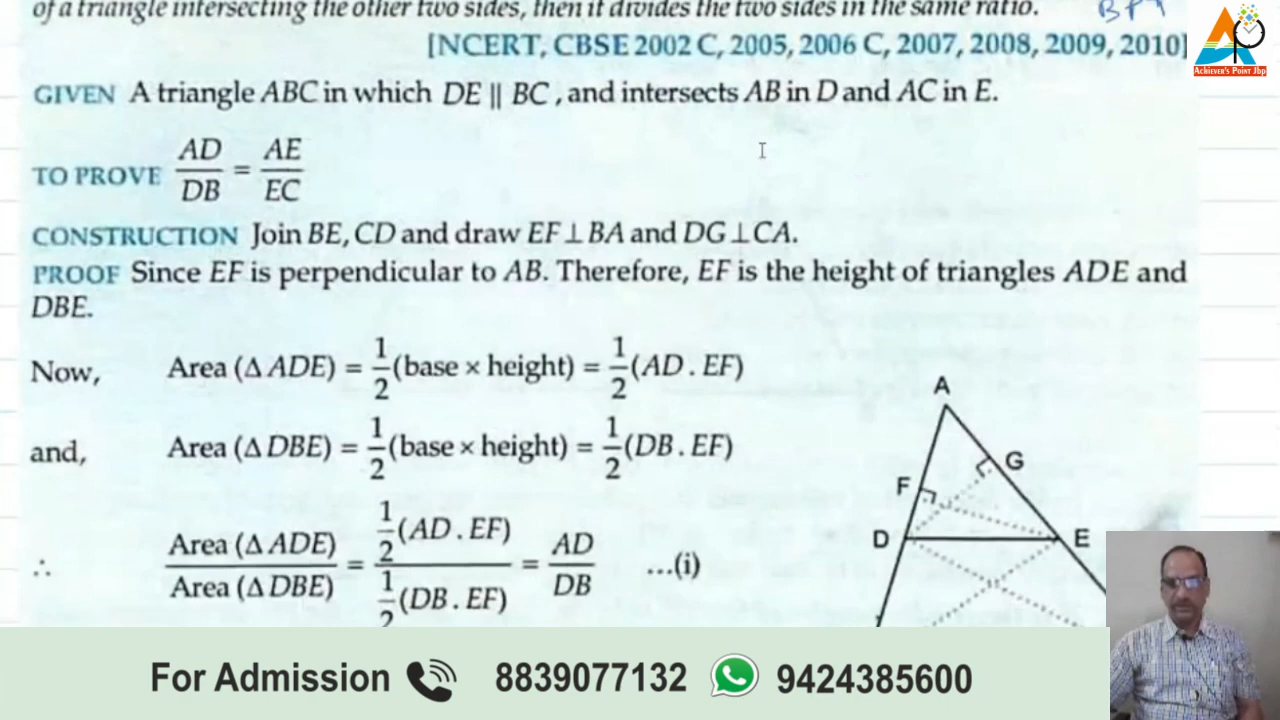 of a triangle intersecting the other two sides, then it divides the two sides in the same ratio.
BPT
[NCERT, CBSE 2002 C, 2005, 2006 C, 2007, 2008, 2009, 2010]
ACHIEVER'S POINT JBP
GIVEN A triangle ABC in which DE || BC, and intersects AB in D and AC in E.
TO PROVE AD/DB = AE/EC
CONSTRUCTION Join BE, CD and draw EF ⊥ BA and DG ⊥ CA.
PROOF Since EF is perpendicular to AB. Therefore, EF is the height of triangles ADE and
DBE.
Now, Area (Δ ADE) = 1/2 (base × height) = 1/2 (AD . EF)
and, Area (Δ DBE) = 1/2 (base × height) = 1/2 (DB . EF)
∴ Area (Δ ADE)/Area (Δ DBE) = 1/2 (AD . EF)/1/2 (DB . EF) = AD/DB ...(i)
A
G
F
D E
For Admission 8839077132 9424385600